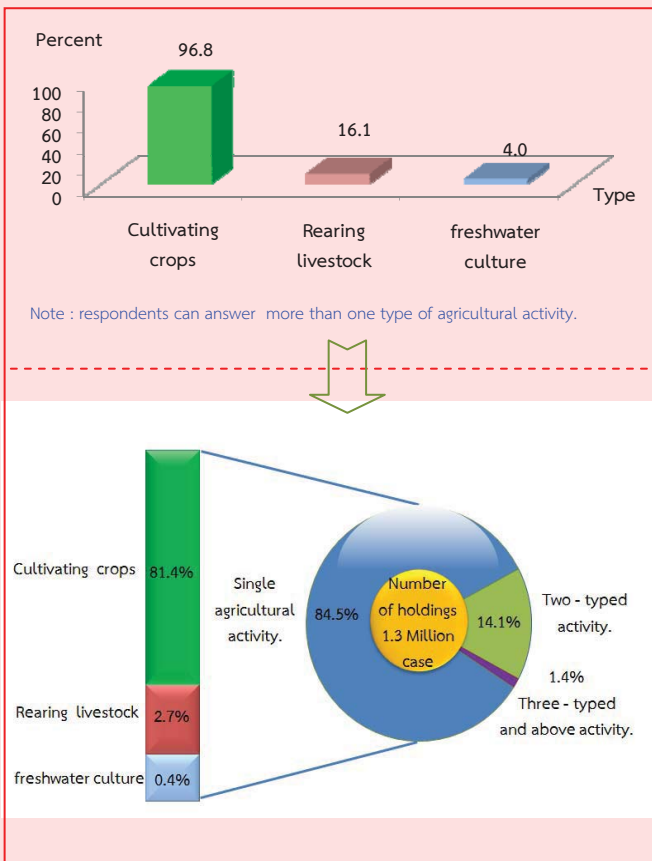 Percent
96.8
16.1
4.0
100
80
60
40
20
0
Type
Cultivating
crops
Rearing
livestock
freshwater
culture
Note : respondents can answer more than one type of agricultural activity.
Cultivating crops
81.4%
Rearing livestock
2.7%
freshwater culture
0.4%
Single
agricultural
activity.
84.5%
Number
of holdings
1.3 Million
case
14.1%
Two - typed
activity.
1.4%
Three - typed
and above activity.